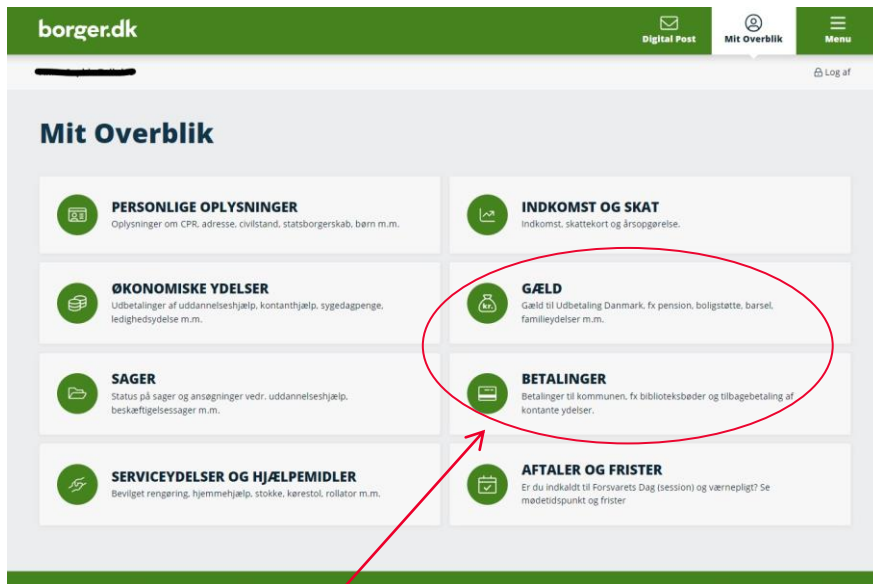 borger.dk
Digital Post
Mit Overblik
Menu
Log af
Mit Overblik
PERSONLIGE OPLYSNINGER
Oplysninger om CPR, adresse, civilstand, statsborgerskab, børn m.m.
INDKOMST OG SKAT
Indkomst, skattekort og årsopgørelse.
ØKONOMISKE YDELSER
Udbetalinger af uddannelseshjælp, kontanthjælp, sygedagpenge,
ledighedsydelse m.m.
GÆLD
kr.
Gæld til Udbetaling Danmark, fx pension, boligstøtte, barsel,
familieydelser m.m.
SAGER
Status på sager og ansøgninger vedr. uddannelseshjælp,
beskæftigelsessager m.m.
BETALINGER
Betalinger til kommunen, fx biblioteksbøder og tilbagebetaling af
kontante ydelser.
SERVICEYDELSER OG HJÆLPEMIDLER
Bevilget rengøring, hjemmehjælp, stokke, kørestol, rollator m.m.
AFTALER OG FRISTER
Er du indkaldt til Forsvarets Dag (session) og værnepligt? Se
mødetidspunkt og frister